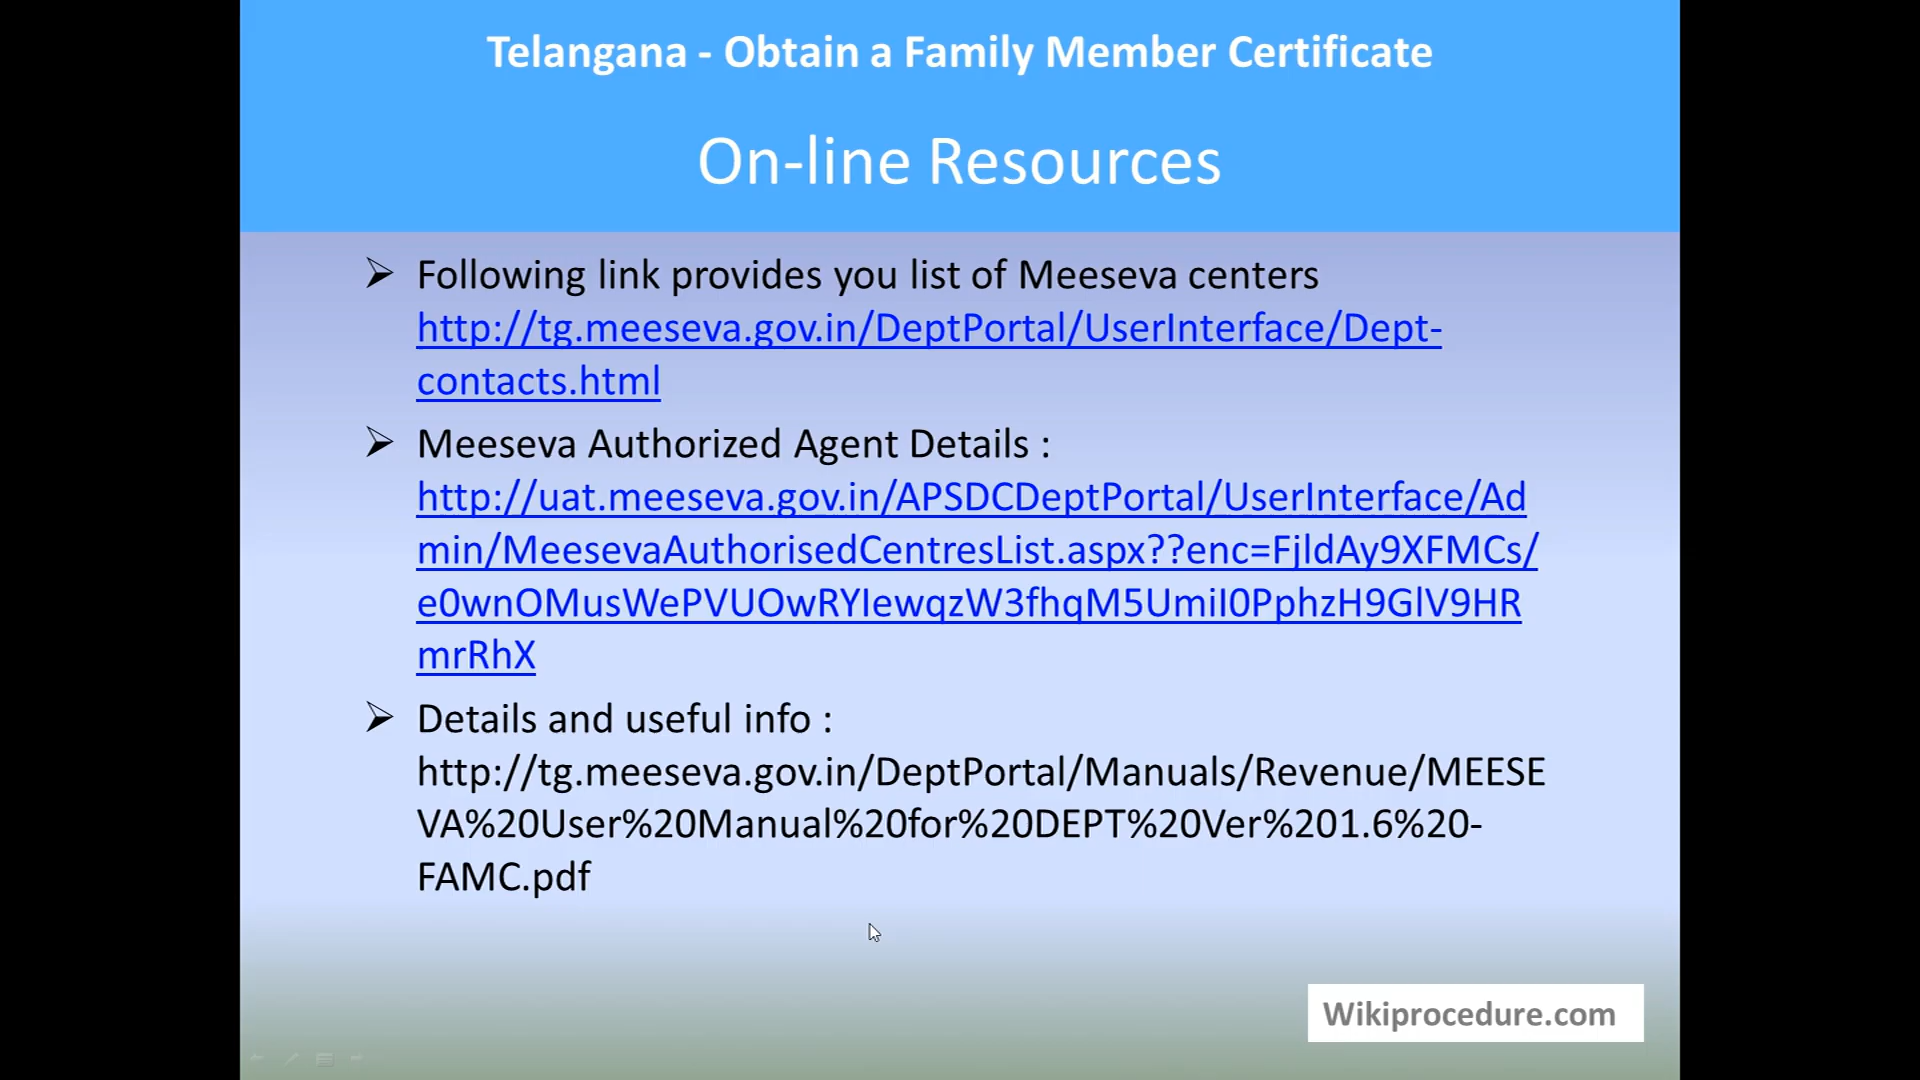 Telangana - Obtain a Family Member Certificate
On-line Resources
Following link provides you list of Meeseva centers
http://tg.meeseva.gov.in/DeptPortal/UserInterface/Dept-
contacts.html
Meeseva Authorized Agent Details :
http://uat.meeseva.gov.in/APSDCDeptPortal/UserInterface/Ad
min/MeesevaAuthorisedCentresList.aspx??enc=FjldAy9XFMCs/
e0wnOMusWePVUOwRYIewqzW3fhqM5UmiI0PphzH9GlV9HR
mrRhX
Details and useful info :
http://tg.meeseva.gov.in/DeptPortal/Manuals/Revenue/MEESE
VA%20User%20Manual%20for%20DEPT%20Ver%201.6%20-
FAMC.pdf
Wikiprocedure.com